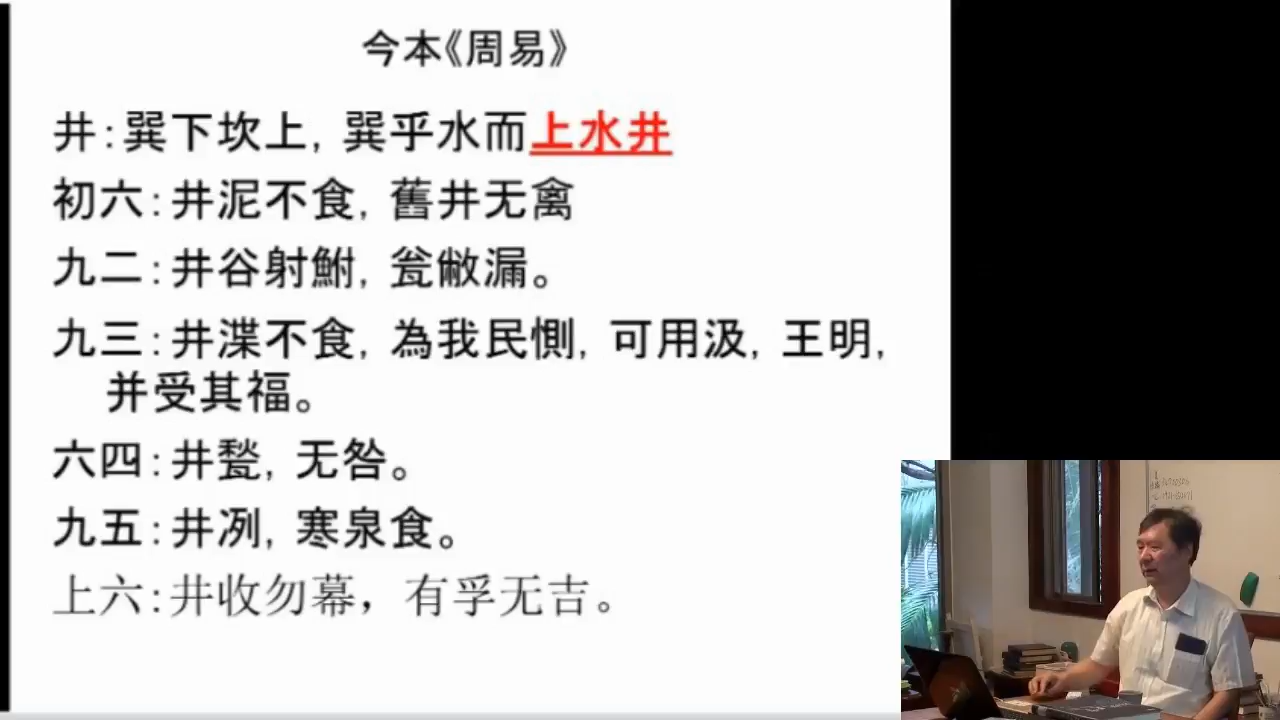 今本《周易》
井：巽下坎上，巽乎水而上水井
初六：井泥不食，舊井无禽
九二：井谷射鮒，瓮敝漏。
九三：井渫不食，為我民惻，可用汲，王明，
并受其福。
六四：井甃，无咎。
九五：井冽，寒泉食。
上六：井收勿幕，有孚无吉。